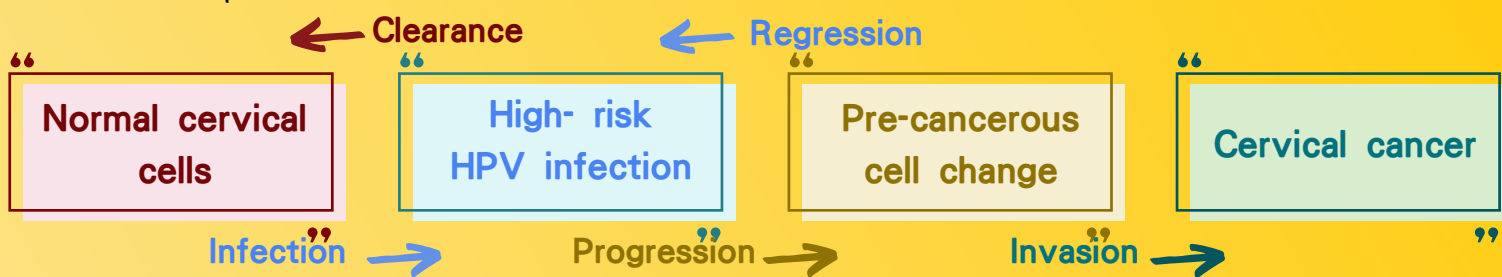 Clearance
Regression
Normal cervical
cells
High- risk
HPV infection
Pre-cancerous
cell change
Cervical cancer
Infection
Progression
Invasion